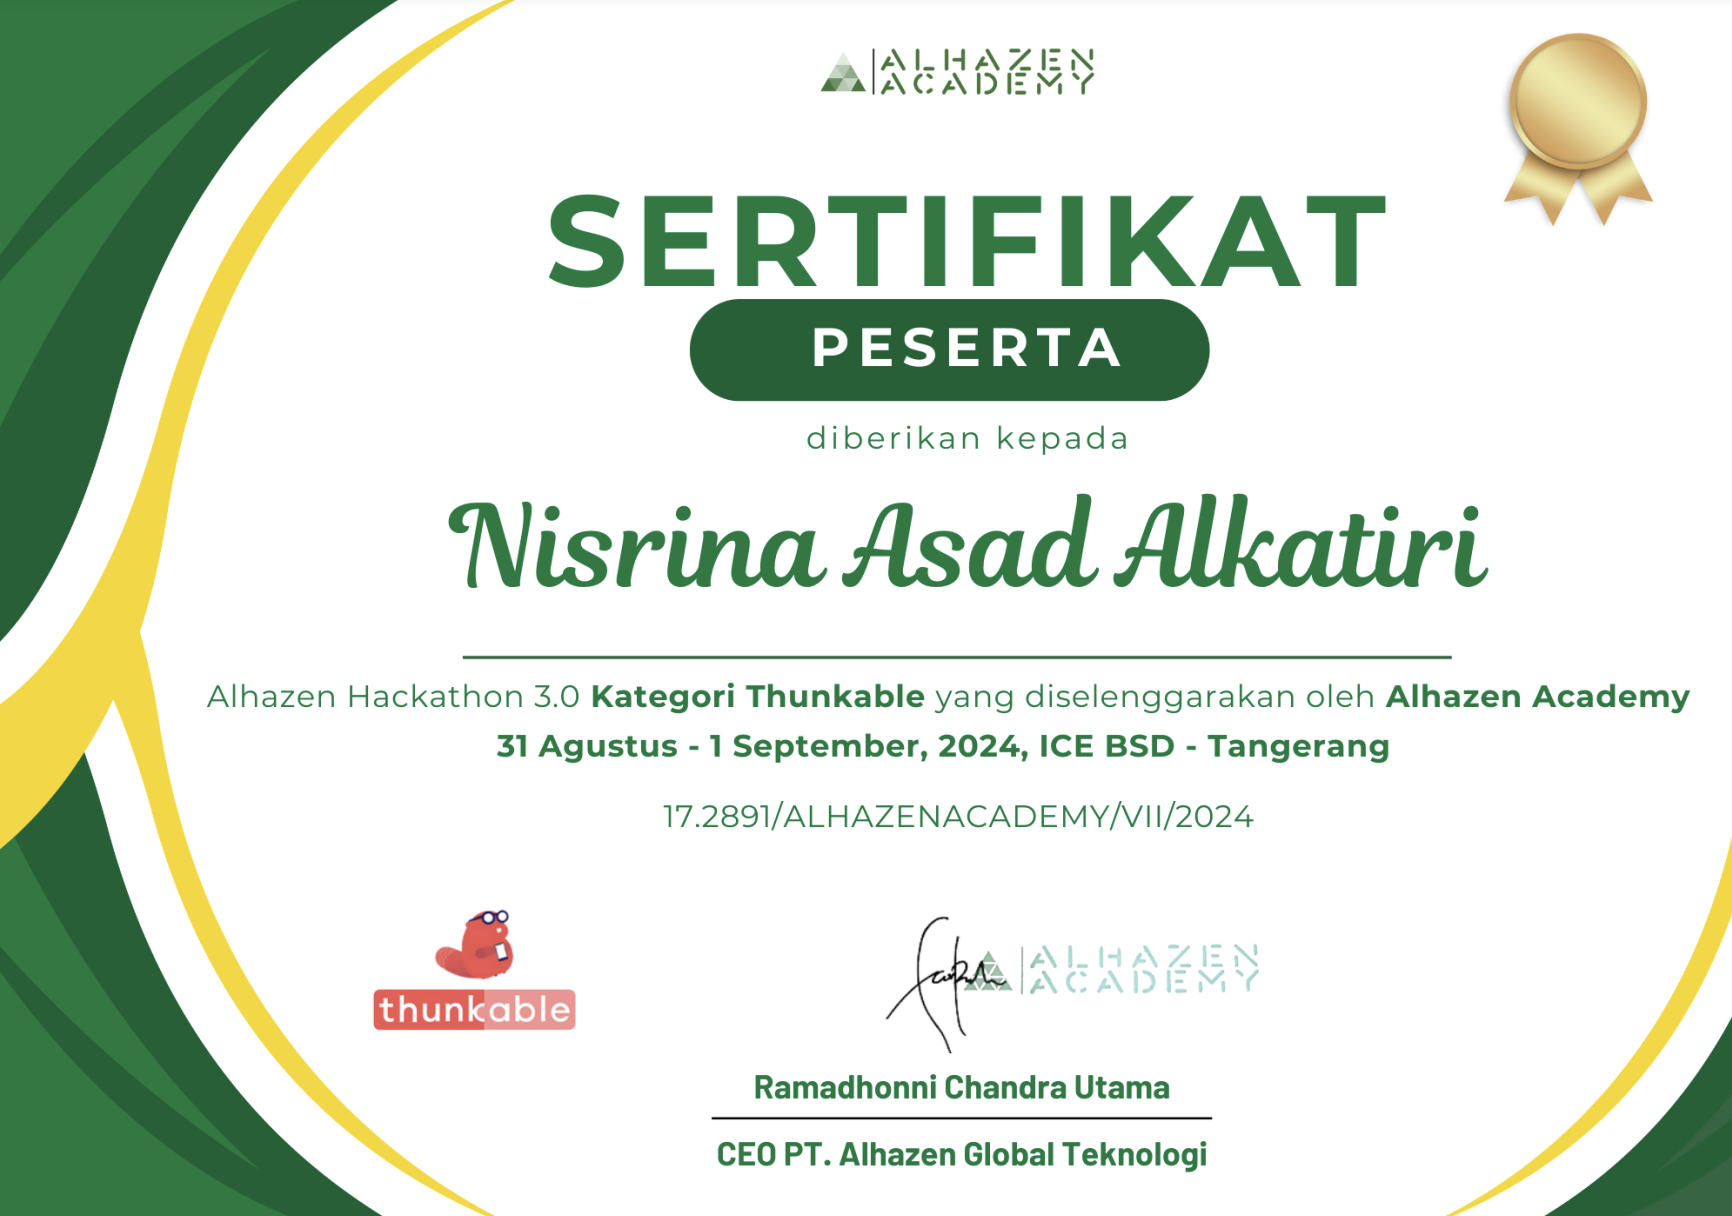 ALHAZEN
ACADEMY
SERTIFIKAT
PESERTA
diberikan kepada
Nisrina Asad Alkatiri
Alhazen Hackathon 3.0 Kategori Thunkable yang diselenggarakan oleh Alhazen Academy
31 Agustus - 1 September, 2024, ICE BSD - Tangerang
17.2891/ALHAZENACADEMY/VII/2024
thunkable
ALHAZEN
ACADEMY
Ramadhonni Chandra Utama
CEO PT. Alhazen Global Teknologi